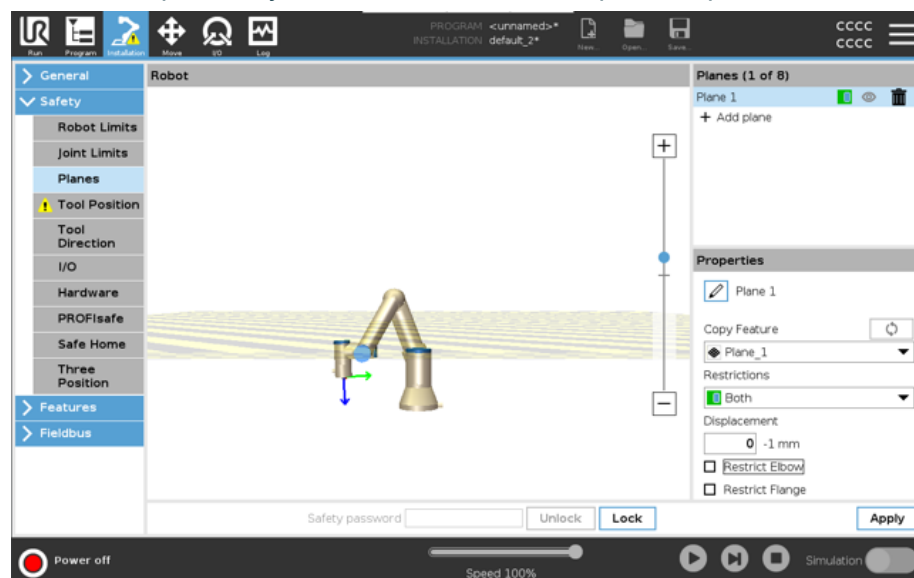 PROGRAM <unnamed>*
INSTALLATION default_2*
Run Program Installation Move I/O Log New... Open... Save...
CCCC
CCCC
General
Safety
Robot Limits
Joint Limits
Planes
Tool Position
Tool
Direction
I/O
Hardware
PROFIsafe
Safe Home
Three
Position
Features
Fieldbus
Robot
Planes (1 of 8)
Plane 1
+ Add plane
Properties
Plane 1
Copy Feature
Plane_1
Restrictions
Both
Displacement
0 -1 mm
Restrict Elbow
Restrict Flange
Safety password Unlock Lock Apply
Power off
Speed 100%
Simulation